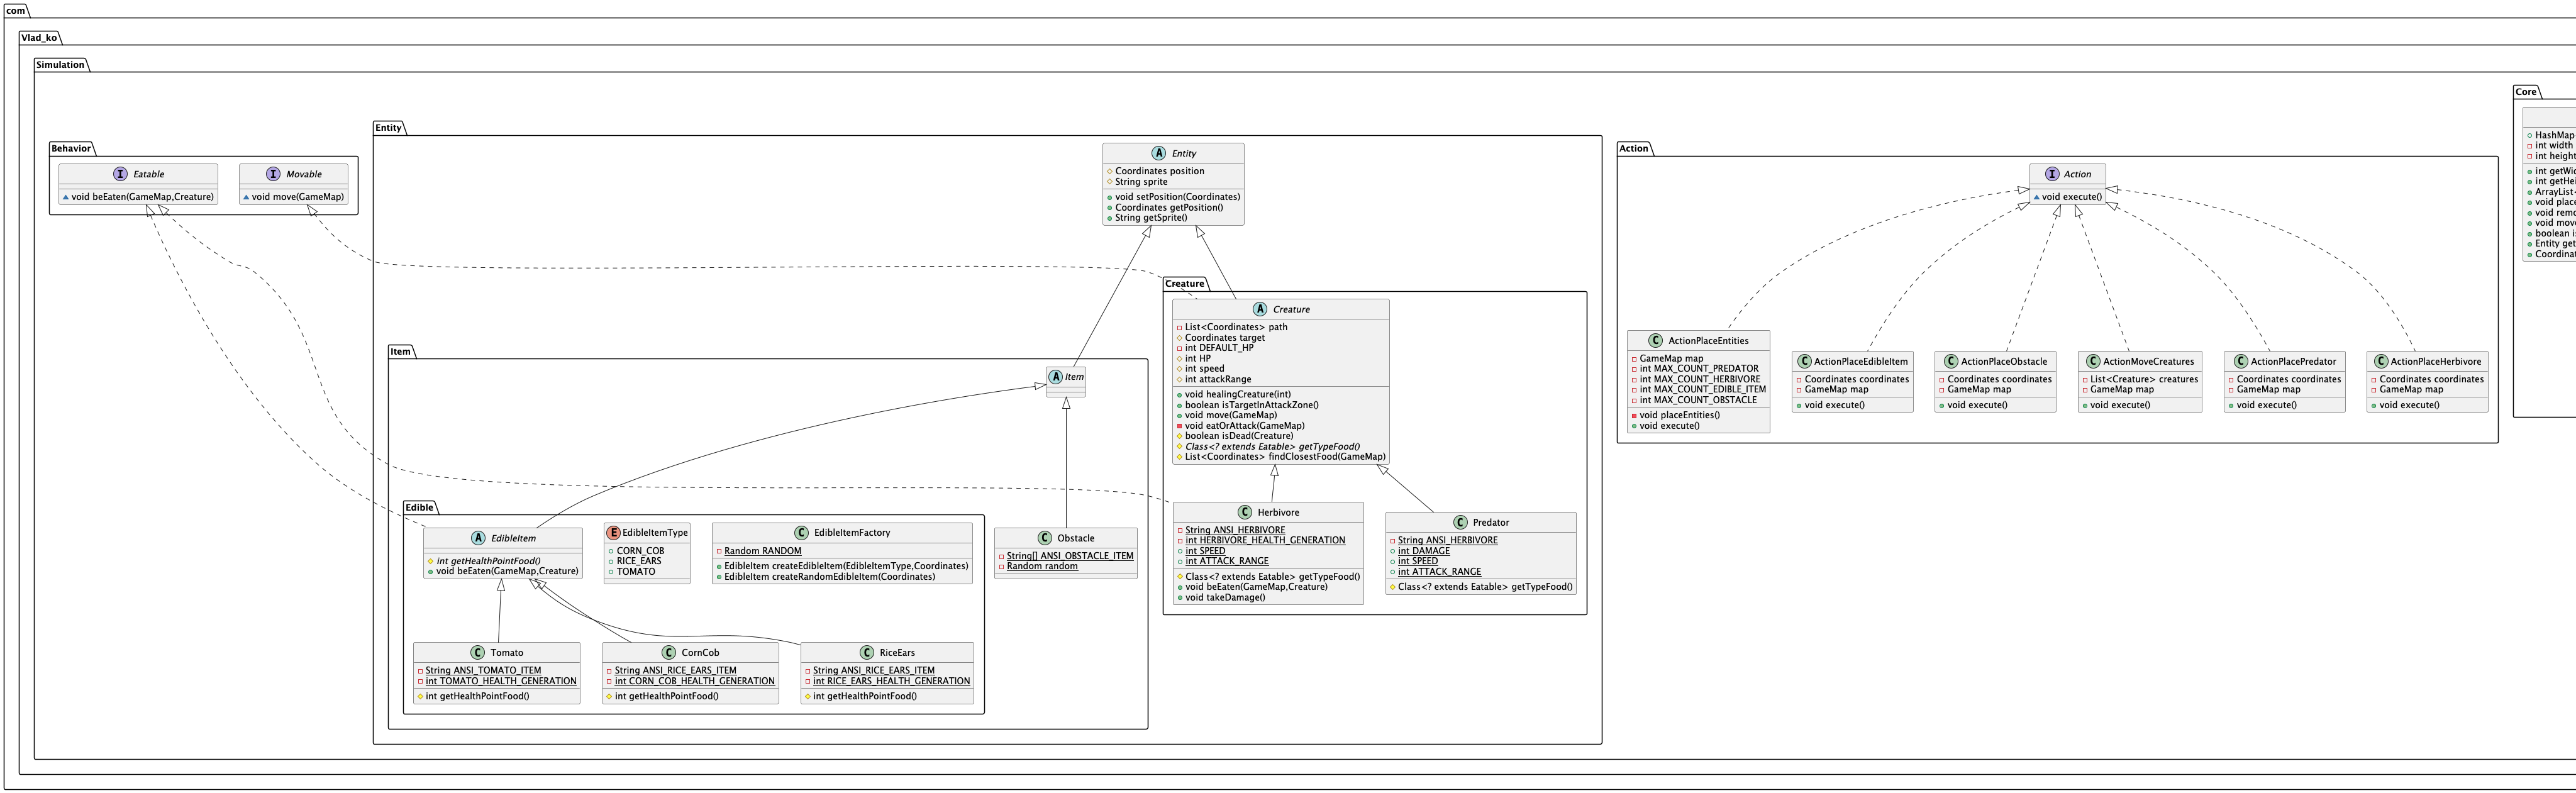 com
Vlad_ko
Simulation
Behavior
I Eatable
void beEaten(GameMap,Creature)
I Movable
void move(GameMap)
Entity
A Entity
Coordinates position
String sprite
void setPosition(Coordinates)
Coordinates getPosition()
String getSprite()
Creature
A Creature
List<Coordinates> path
Coordinates target
int DEFAULT_HP
int HP
int speed
int attackRange
void healingCreature(int)
boolean isTargetInAttackZone()
void move(GameMap)
void eatOrAttack(GameMap)
boolean isDead(Creature)
Class<? extends Eatable> getTypeFood()
List<Coordinates> findClosestFood(GameMap)
C Herbivore
String ANSI_HERBIVORE
int HERBIVORE_HEALTH_GENERATION
int SPEED
int ATTACK_RANGE
Class<? extends Eatable> getTypeFood()
void beEaten(GameMap,Creature)
void takeDamage()
C Predator
String ANSI_HERBIVORE
int DAMAGE
int SPEED
int ATTACK_RANGE
Class<? extends Eatable> getTypeFood()
Item
A Item
Edible
A EdibleItem
int getHealthPointFood()
void beEaten(GameMap,Creature)
E EdibleItemType
CORN_COB
RICE_EARS
TOMATO
C EdibleItemFactory
Random RANDOM
EdibleItem createEdibleItem(EdibleItemType,Coordinates)
EdibleItem createRandomEdibleItem(Coordinates)
C Obstacle
String[] ANSI_OBSTACLE_ITEM
Random random
C Tomato
String ANSI_TOMATO_ITEM
int TOMATO_HEALTH_GENERATION
int getHealthPointFood()
C CornCob
String ANSI_RICE_EARS_ITEM
int CORN_COB_HEALTH_GENERATION
int getHealthPointFood()
C RiceEars
String ANSI_RICE_EARS_ITEM
int RICE_EARS_HEALTH_GENERATION
int getHealthPointFood()
Action
I Action
void execute()
C ActionPlaceEntities
GameMap map
int MAX_COUNT_PREDATOR
int MAX_COUNT_HERBIVORE
int MAX_COUNT_EDIBLE_ITEM
int MAX_COUNT_OBSTACLE
void placeEntities()
void execute()
C ActionPlaceEdibleItem
Coordinates coordinates
GameMap map
void execute()
C ActionPlaceObstacle
Coordinates coordinates
GameMap map
void execute()
C ActionMoveCreatures
List<Creature> creatures
GameMap map
void execute()
C ActionPlacePredator
Coordinates coordinates
GameMap map
void execute()
C ActionPlaceHerbivore
Coordinates coordinates
GameMap map
void execute()
Core
HashMap
int width
int height
int getWi
int getHei
ArrayList<
void place
void remo
void move
boolean is
Entity get
Coordinat